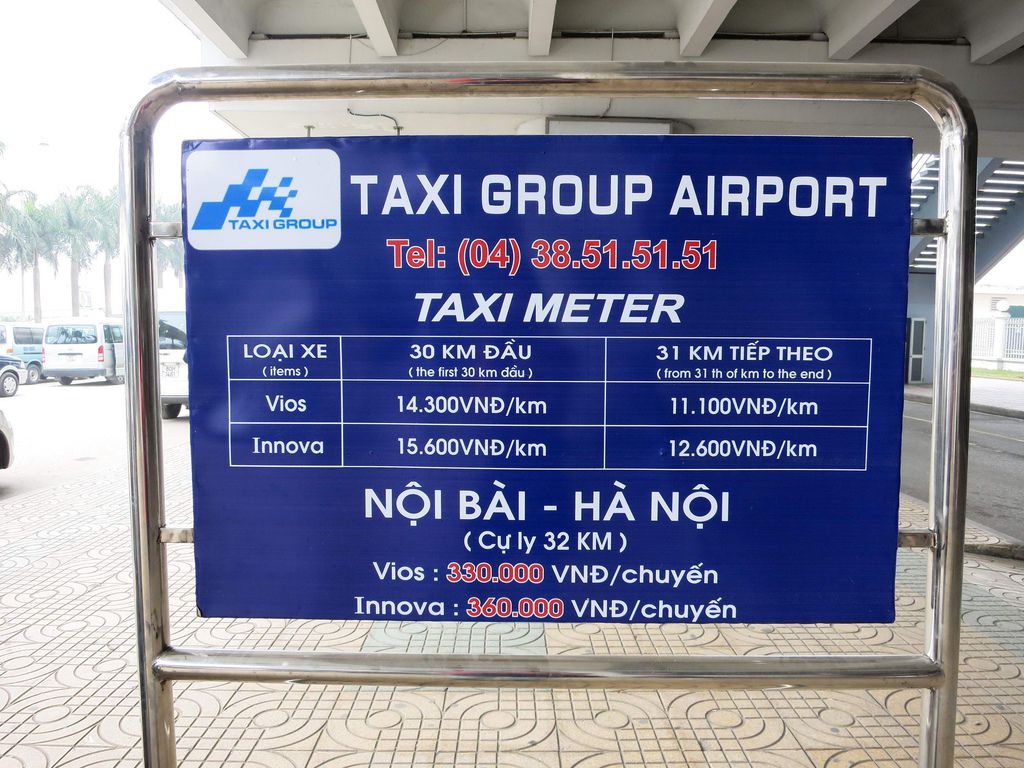 TAXI GROUP
TAXI GROUP AIRPORT
Tel: (04) 38.51.51.51
TAXI METER
LOẠI XE 30 KM ĐẦU 31 KM TIẾP THEO
( items ) ( the first 30 km đầu ) ( from 31 th of km to the end )
Vios 14.300VNĐ/km 11.100VNĐ/km
Innova 15.600VNĐ/km 12.600VNĐ/km
NỘI BÀI - HÀ NỘI
( Cự ly 32 KM )
Vios : 330.000 VNĐ/chuyến
Innova : 360.000 VNĐ/chuyến